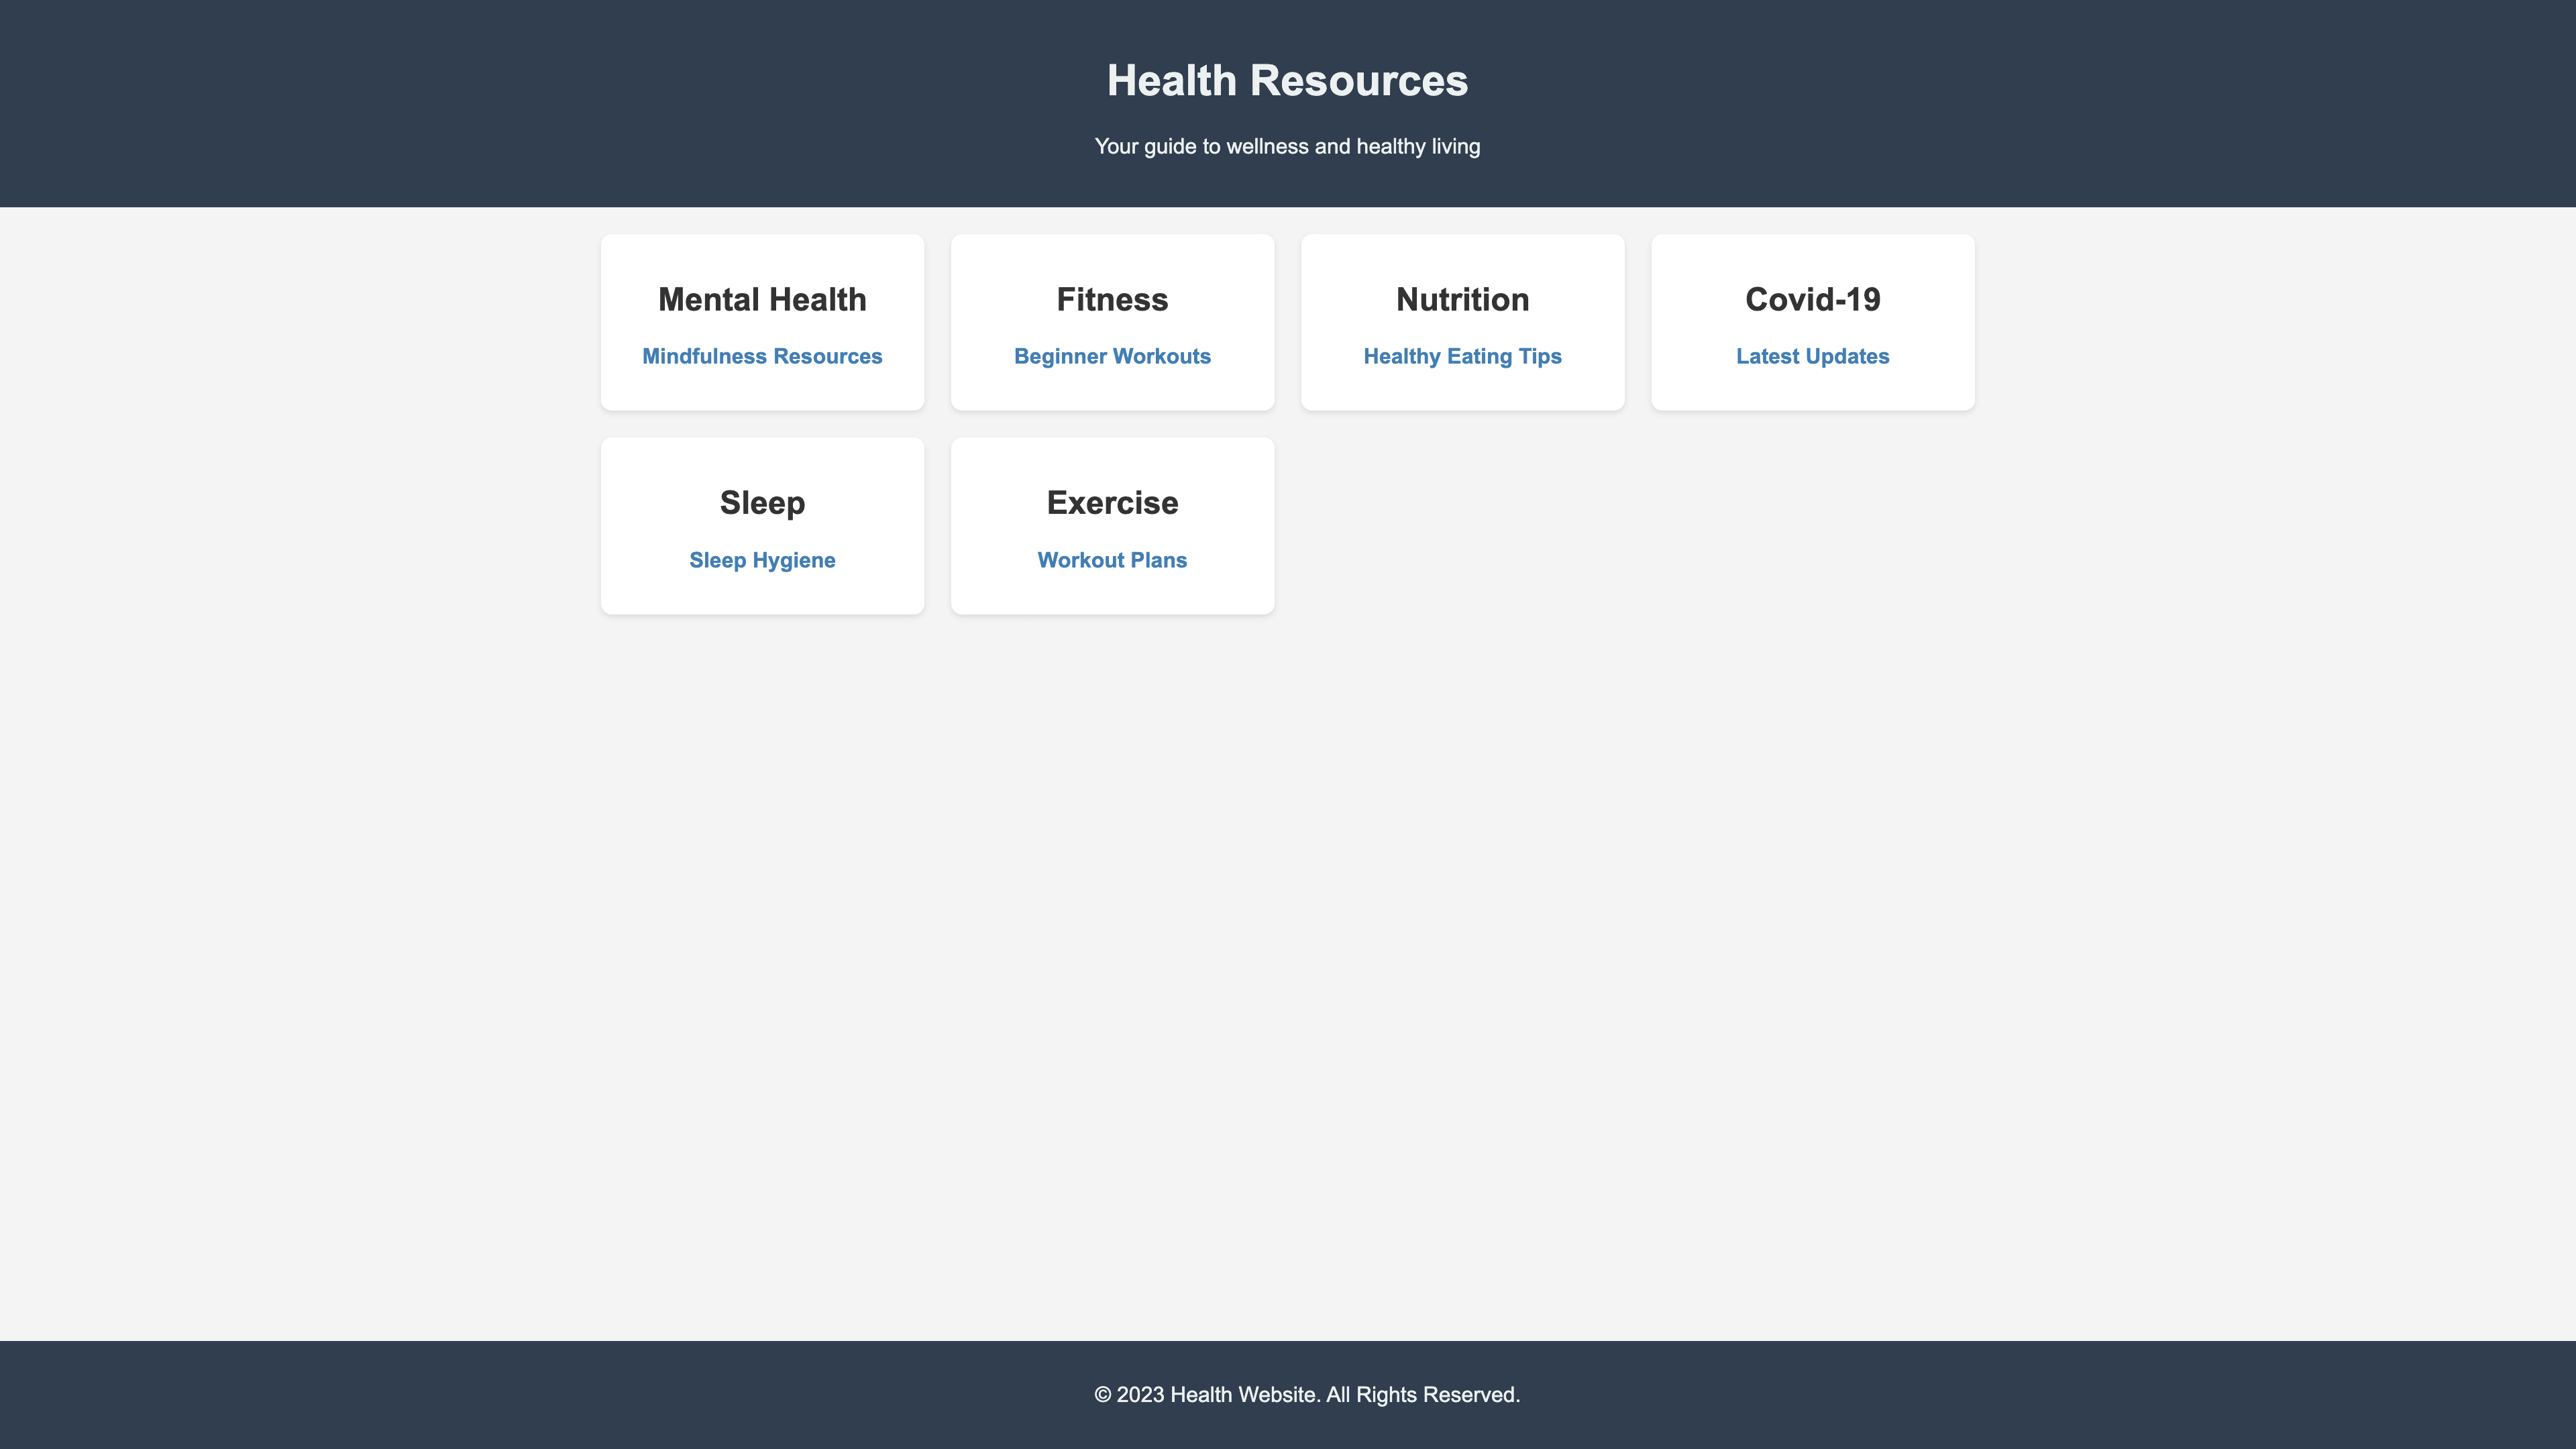 Health Resources
Your guide to wellness and healthy living
Mental Health
Mindfulness Resources
Fitness
Beginner Workouts
Nutrition
Healthy Eating Tips
Covid-19
Latest Updates
Sleep
Sleep Hygiene
Exercise
Workout Plans
© 2023 Health Website. All Rights Reserved.